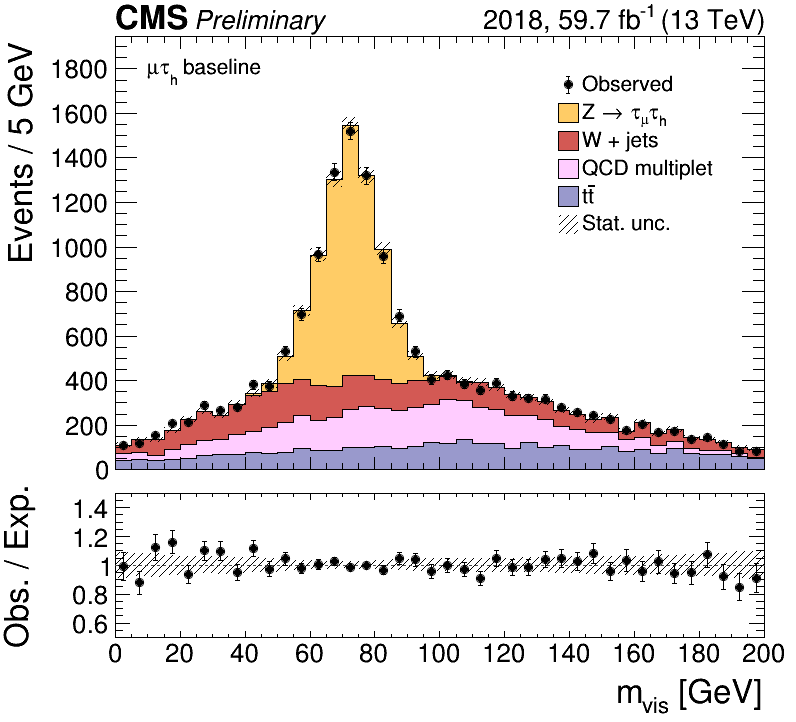 CMS Preliminary 2018, 59.7 fb⁻¹ (13 TeV)
Events / 5 GeV
μτₕ baseline
Observed
Z → τ_μτ_h
W + jets
QCD multiplet
tt̄
Stat. unc.
1800
1600
1400
1200
1000
800
600
400
200
0
Obs. / Exp.
1.4
1.2
1
0.8
0.6
0 20 40 60 80 100 120 140 160 180 200
m_vis [GeV]